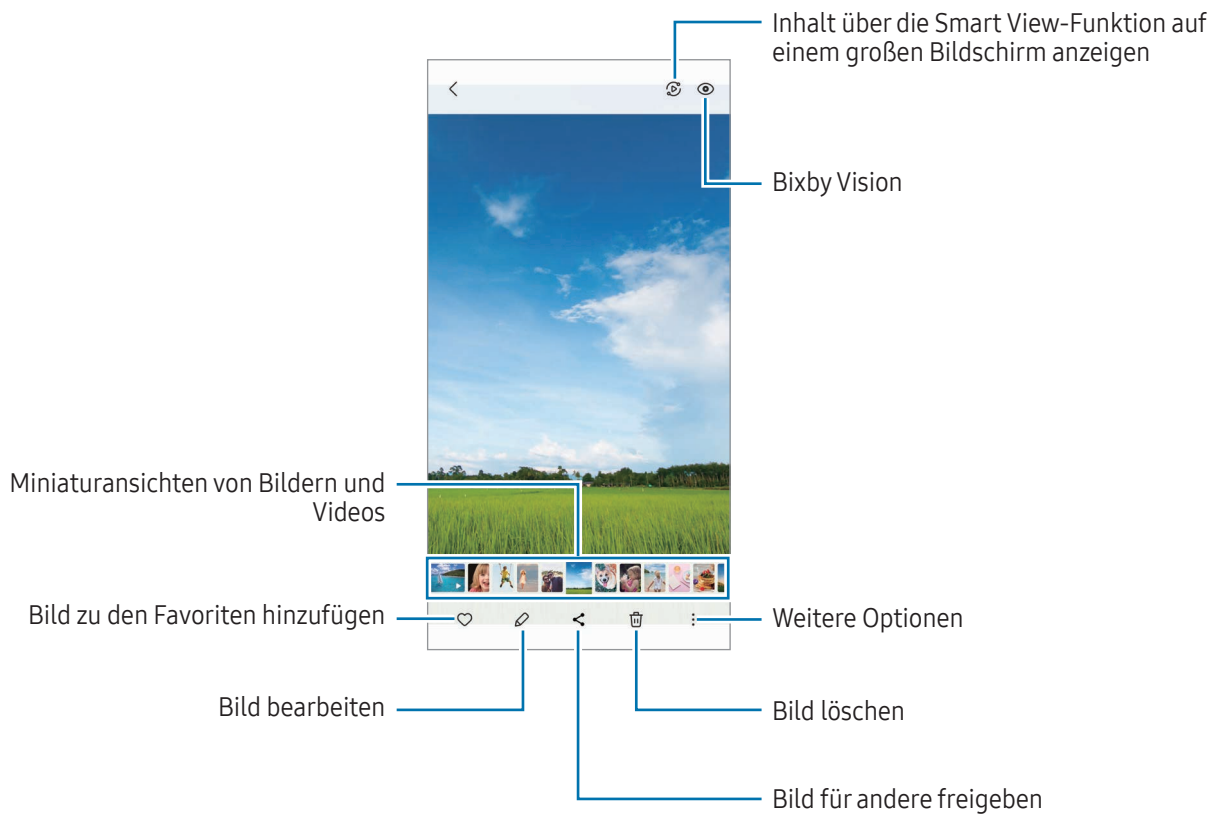 Inhalt über die Smart View-Funktion auf
einem großen Bildschirm anzeigen
Bixby Vision
Miniaturansichten von Bildern und
Videos
Bild zu den Favoriten hinzufügen
Weitere Optionen
Bild bearbeiten
Bild löschen
Bild für andere freigeben